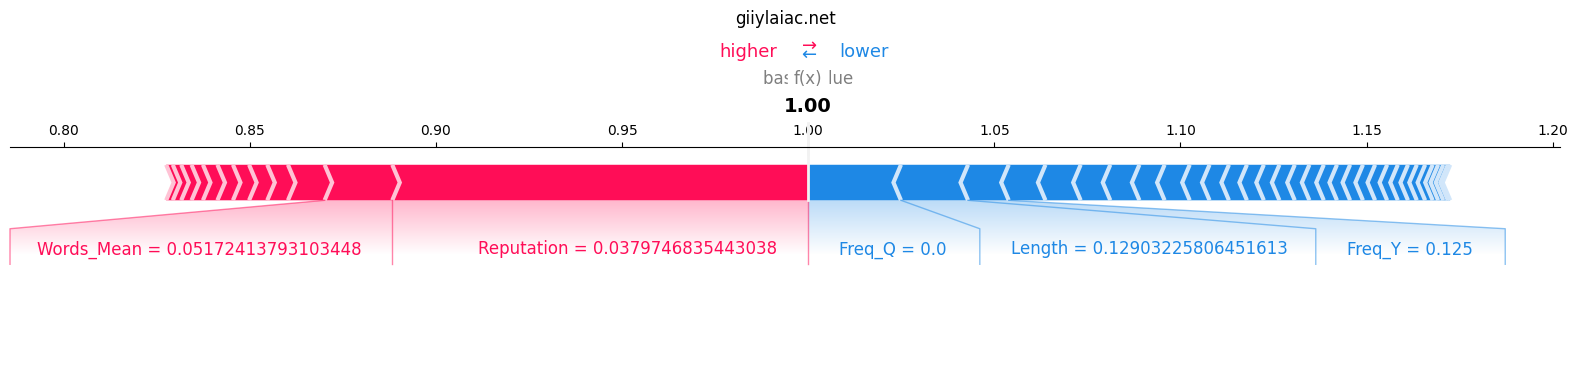 giiylaiac.net
higher ⇄ lower
f(x)
1.00
0.80 0.85 0.90 0.95 1.00 1.05 1.10 1.15 1.20
Words_Mean = 0.05172413793103448 Reputation = 0.0379746835443038 Freq_Q = 0.0 Length = 0.12903225806451613 Freq_Y = 0.125